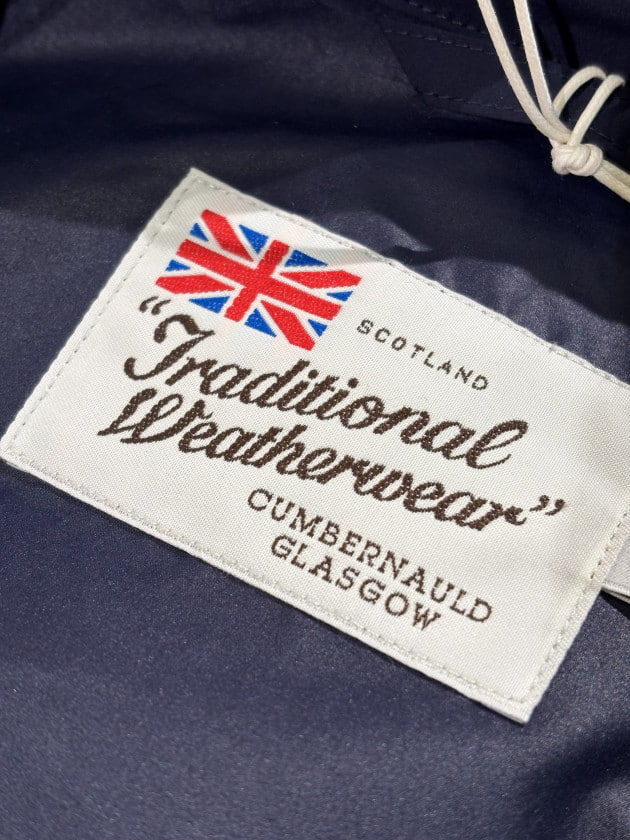 SCOTLAND
“Traditional
Weatherwear”
CUMBERNAULD
GLASGOW